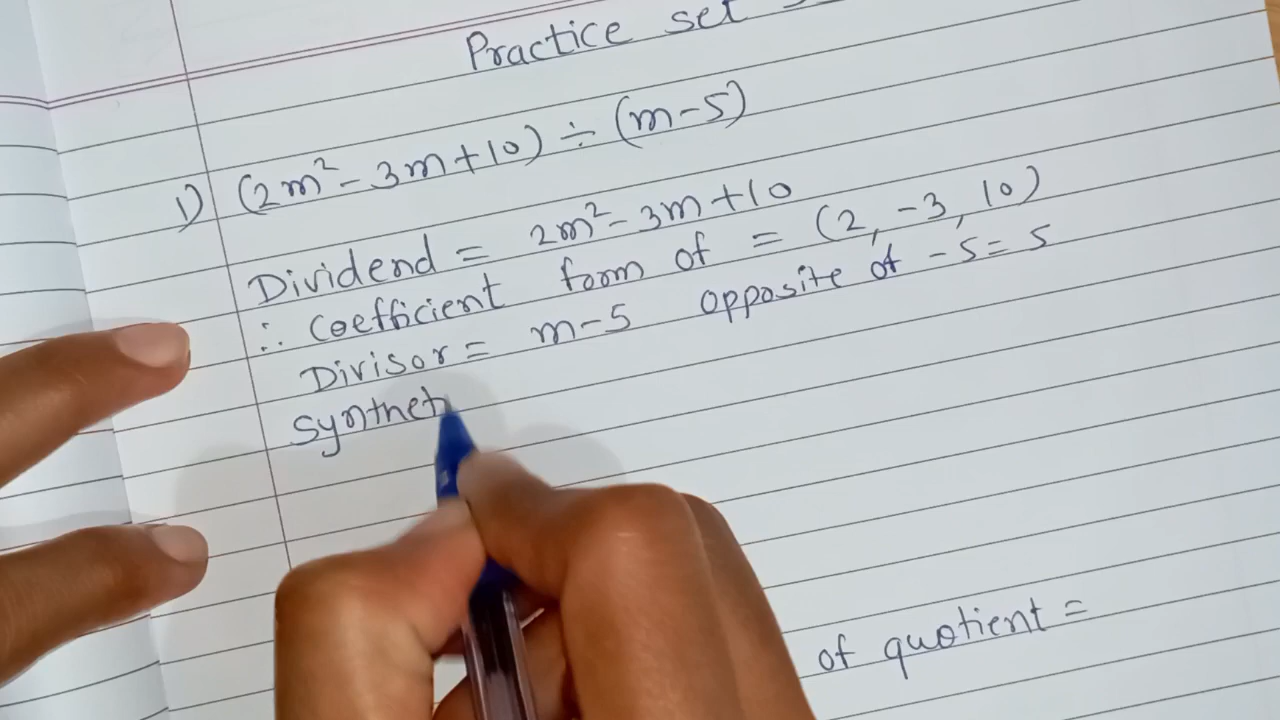 Practice set
1) (2m² - 3m + 10) ÷ (m - 5)
Dividend = 2m² - 3m + 10
∴ Coefficient form of = (2, -3, 10)
Divisor = m - 5 opposite of - 5 = 5
Synthet
of quotient =